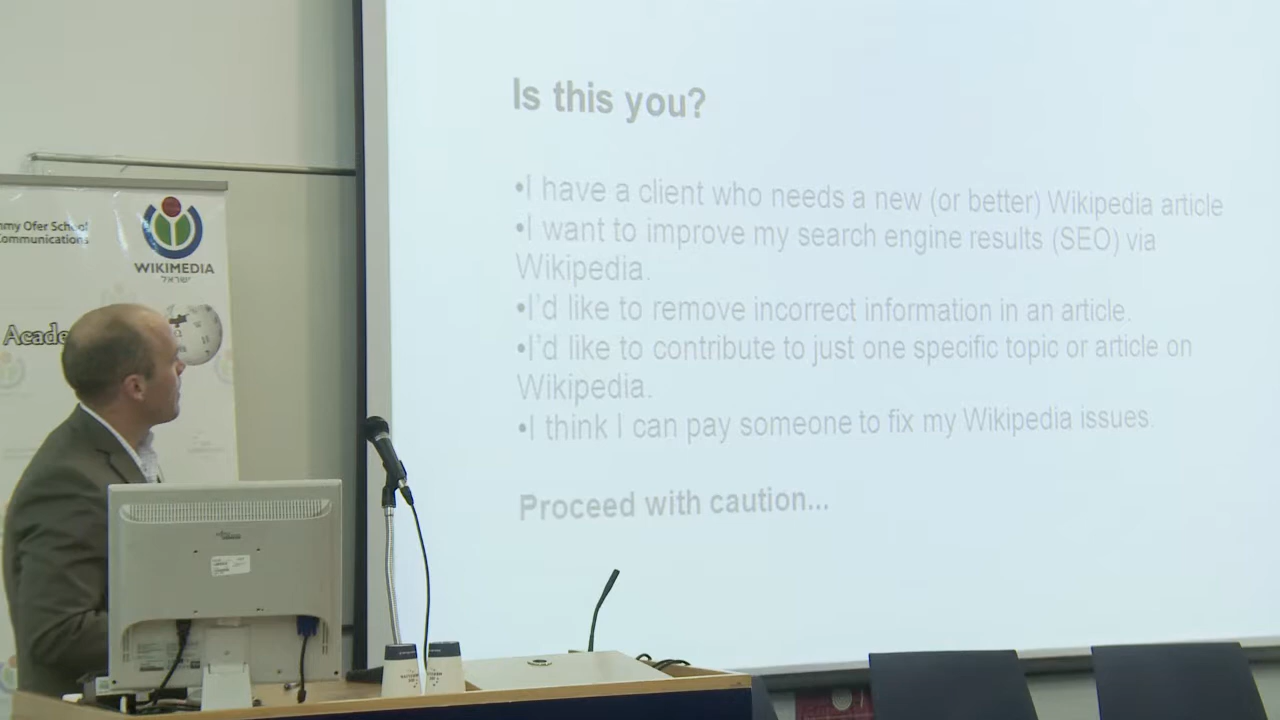 Ofer School
Communications
WIKIMEDIA
ישראל
Is this you?
•I have a client who needs a new (or better) Wikipedia article
•I want to improve my search engine results (SEO) via
Wikipedia.
•I'd like to remove incorrect information in an article.
•I'd like to contribute to just one specific topic or article on
Wikipedia.
•I think I can pay someone to fix my Wikipedia issues.
Proceed with caution...